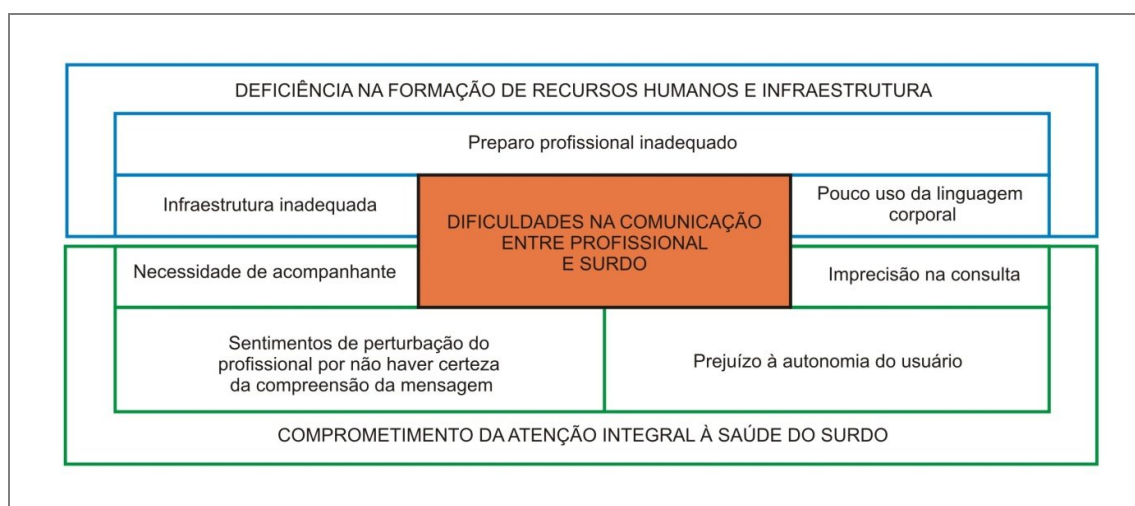 DEFICIÊNCIA NA FORMAÇÃO DE RECURSOS HUMANOS E INFRAESTRUTURA
Preparo profissional inadequado
Infraestrutura inadequada
DIFICULDADES NA COMUNICAÇÃO
ENTRE PROFISSIONAL
E SURDO
Pouco uso da linguagem
corporal
Necessidade de acompanhante
Imprecisão na consulta
Sentimentos de perturbação do
profissional por não haver certeza
da compreensão da mensagem
Prejuízo à autonomia do usuário
COMPROMETIMENTO DA ATENÇÃO INTEGRAL À SAÚDE DO SURDO